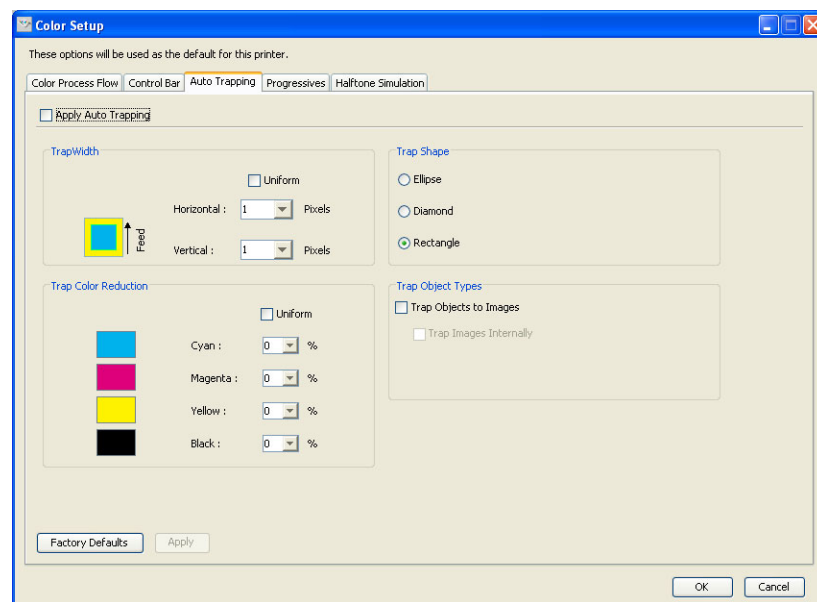 Color Setup
These options will be used as the default for this printer.
Color Process Flow Control Bar Auto Trapping Progressives Halftone Simulation
Apply Auto Trapping
TrapWidth
Uniform
Horizontal : 1 Pixels
Feed
Vertical : 1 Pixels
Trap Shape
Ellipse
Diamond
Rectangle
Trap Color Reduction
Uniform
Cyan : 0 %
Magenta : 0 %
Yellow : 0 %
Black : 0 %
Trap Object Types
Trap Objects to Images
Trap Images Internally
Factory Defaults Apply
OK Cancel